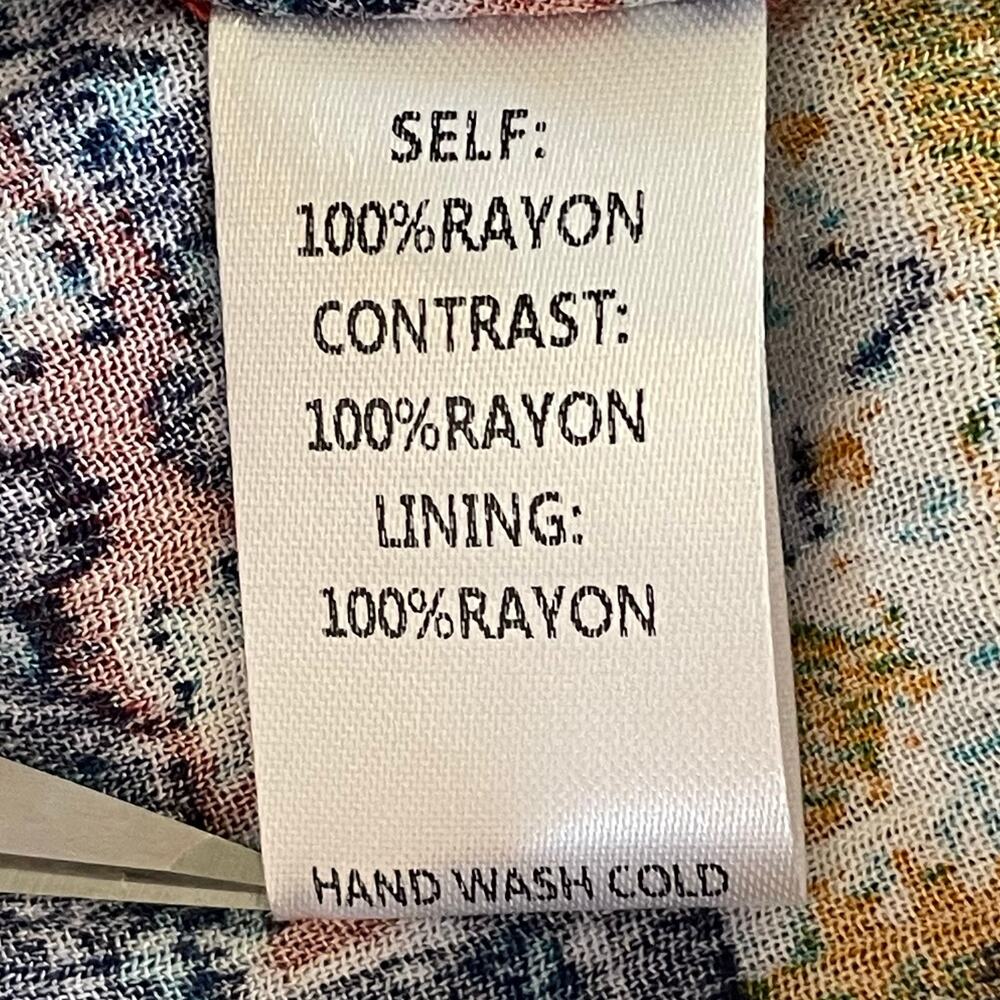 SELF:
100%RAYON
CONTRAST:
100%RAYON
LINING:
100%RAYON
HAND WASH COLD